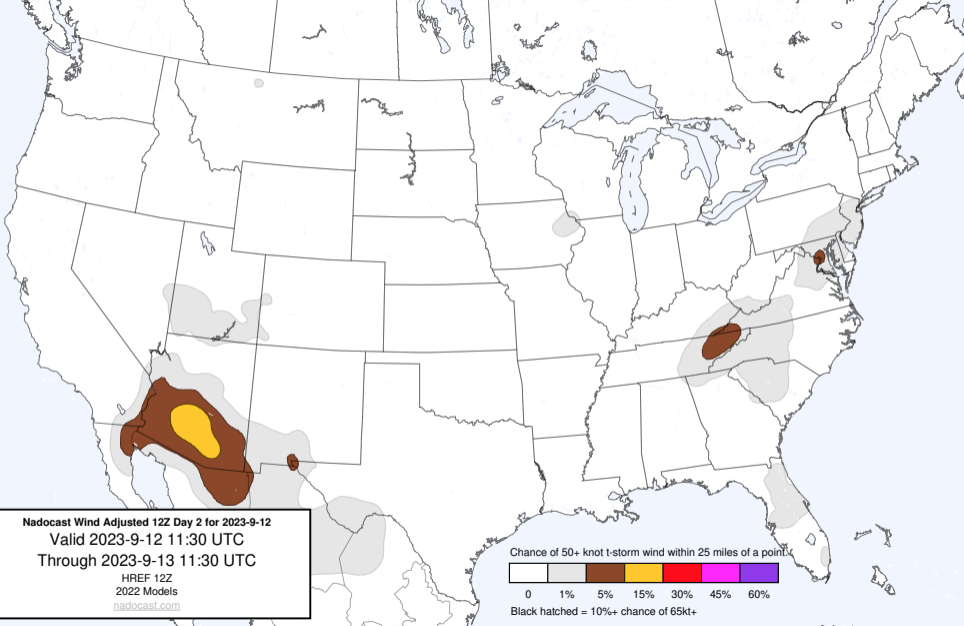 Nadocast Wind Adjusted 12Z Day 2 for 2023-9-12
Valid 2023-9-12 11:30 UTC
Through 2023-9-13 11:30 UTC
HREF 12Z
2022 Models
nadocast.com
Chance of 50+ knot t-storm wind within 25 miles of a point.
0 1% 5% 15% 30% 45% 60%
Black hatched = 10%+ chance of 65kt+